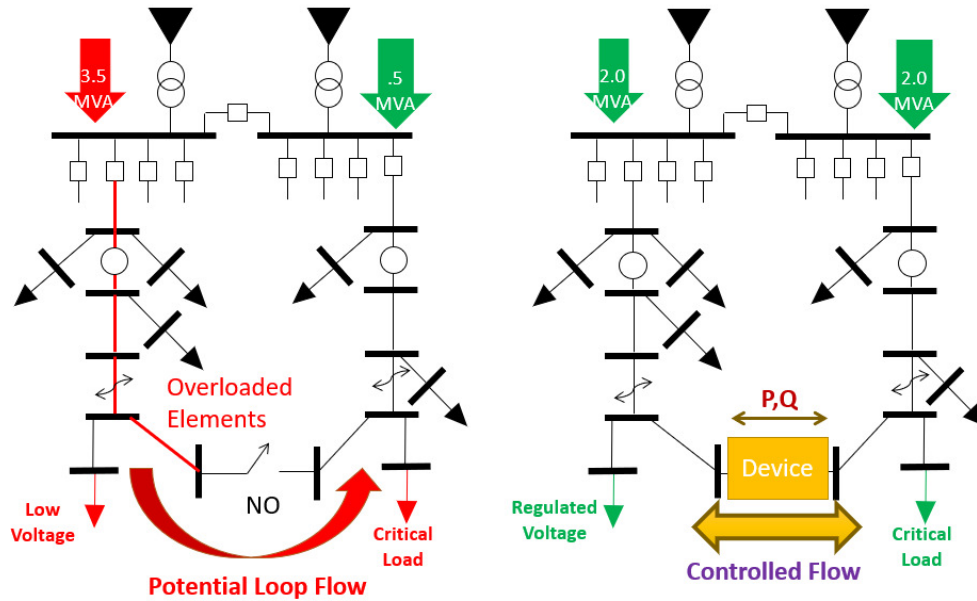 3.5
MVA
.5
MVA
2.0
MVA
2.0
MVA
Overloaded
Elements
P,Q
Device
NO
Low
Voltage
Critical
Load
Regulated
Voltage
Critical
Load
Potential Loop Flow
Controlled Flow